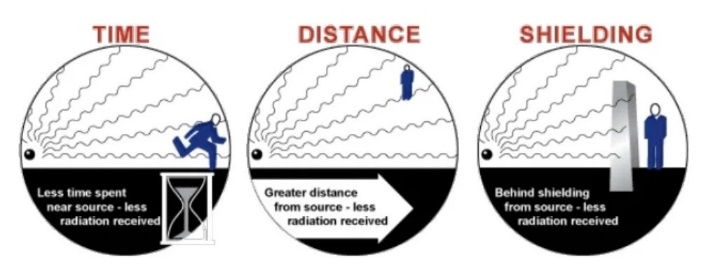 TIME
Less time spent
near source - less
radiation received
DISTANCE
Greater distance
from source - less
radiation received
SHIELDING
Behind shielding
from source - less
radiation received